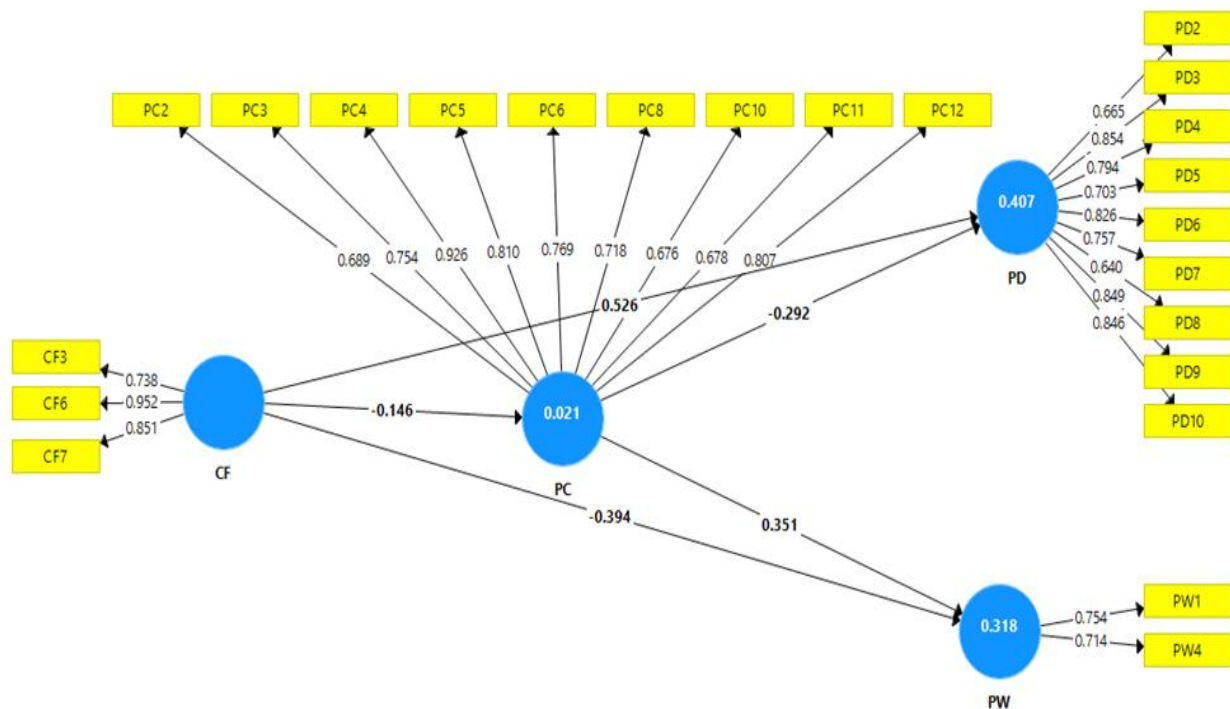 PD2
PD3
PC2 PC3 PC4 PC5 PC6 PC8 PC10 PC11 PC12
0.665
0.854
PD4
0.794
PD5
0.703
0.407
0.826
PD6
0.757
PD
PD7
0.640
0.689 0.754 0.926 0.810 0.769 0.718 0.676 0.678 0.807
0.849
PD8
0.526
-0.292
0.846
PD9
CF3
0.738
PD10
CF6
0.952
-0.146
0.021
0.851
CF7
CF
PC
-0.394
0.351
PW1
0.754
0.318
0.714
PW4
PW